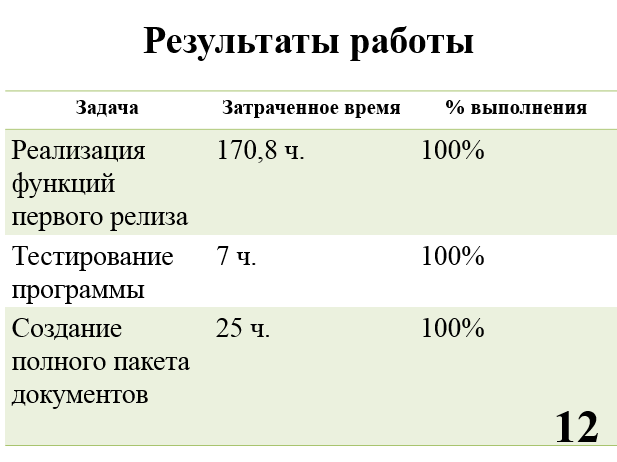 Результаты работы
Задача Затраченное время % выполнения
Реализация 170,8 ч. 100%
функций
первого релиза
Тестирование 7 ч. 100%
программы
Создание 25 ч. 100%
полного пакета
документов
12